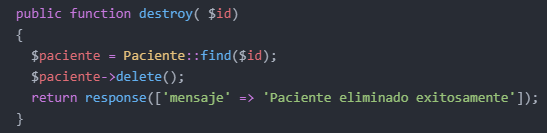 public function destroy( $id)
{
  $paciente = Paciente::find($id);
  $paciente->delete();
  return response(['mensaje' => 'Paciente eliminado exitosamente']);
}